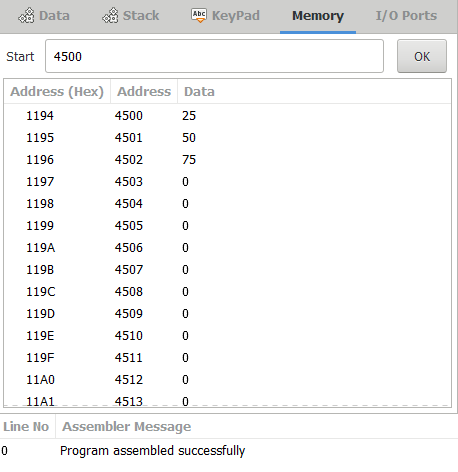 Data Stack Abc KeyPad Memory I/O Ports
Start 4500 OK
Address (Hex) Address Data
1194 4500 25
1195 4501 50
1196 4502 75
1197 4503 0
1198 4504 0
1199 4505 0
119A 4506 0
119B 4507 0
119C 4508 0
119D 4509 0
119E 4510 0
119F 4511 0
11A0 4512 0
11A1 4513 0
Line No Assembler Message
0 Program assembled successfully